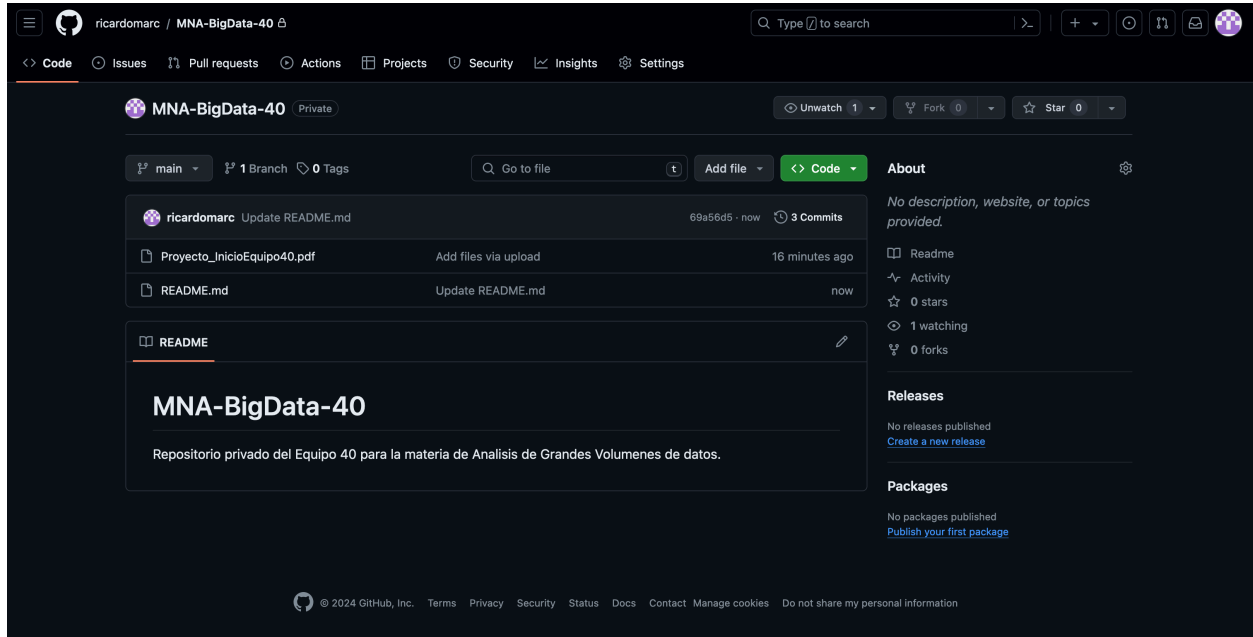 ricardomarc / MNA-BigData-40
Type / to search
Code Issues Pull requests Actions Projects Security Insights Settings
MNA-BigData-40 Private
Unwatch 1 Fork 0 Star 0
main 1 Branch 0 Tags
Go to file t Add file Code
ricardomarc Update README.md 69a56d5 · now 3 Commits
Proyecto_InicioEquipo40.pdf Add files via upload 16 minutes ago
README.md Update README.md now
README
MNA-BigData-40
Repositorio privado del Equipo 40 para la materia de Analisis de Grandes Volumenes de datos.
About
No description, website, or topics
provided.
Readme
Activity
0 stars
1 watching
0 forks
Releases
No releases published
Create a new release
Packages
No packages published
Publish your first package
© 2024 GitHub, Inc. Terms Privacy Security Status Docs Contact Manage cookies Do not share my personal information